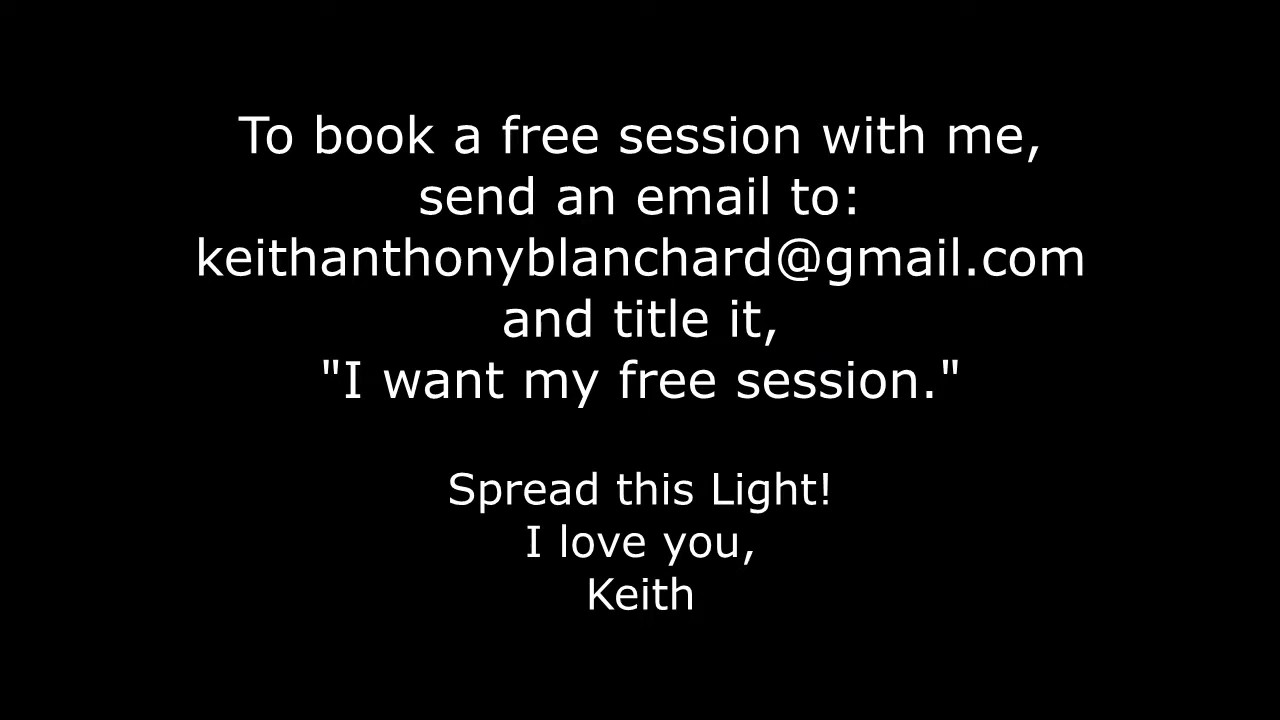 To book a free session with me,
send an email to:
keithanthonyblanchard@gmail.com
and title it,
"I want my free session."
Spread this Light!
I love you,
Keith